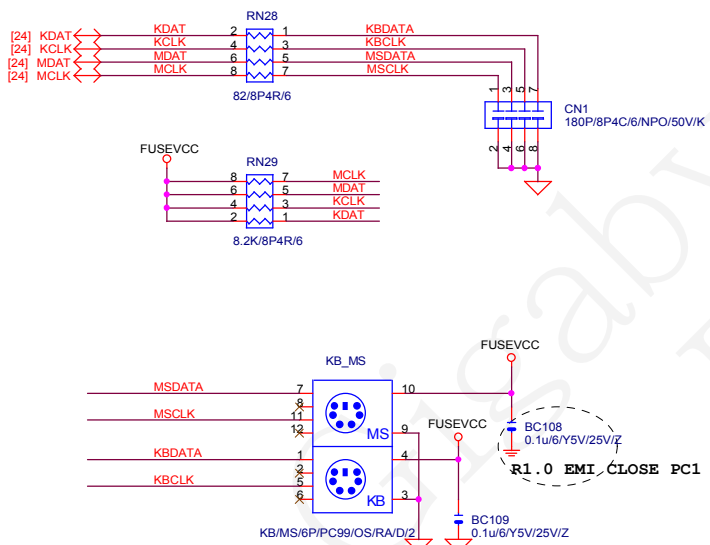 RN28
[24] KDAT KDAT 2 1 KBDATA
[24] KCLK KCLK 4 3 KBCLK
[24] MDAT MDAT 6 5 MSDATA
[24] MCLK MCLK 8 7 MSCLK
82/8P4R/6
1 3 5 7
CN1
180P/8P4C/6/NPO/50V/K
2 4 6 8
FUSEVCC
RN29
8 7 MCLK
6 5 MDAT
4 3 KCLK
2 1 KDAT
8.2K/8P4R/6
FUSEVCC
KB_MS
MSDATA 7 10
8
MSCLK 11
12 MS 9
FUSEVCC
BC108
0.1u/6/Y5V/25V/Z
R1.0 EMI CLOSE PC1
KBDATA 1 4
2
KBCLK 5
6 KB 3
KB/MS/6P/PC99/OS/RA/D/2
BC109
0.1u/6/Y5V/25V/Z